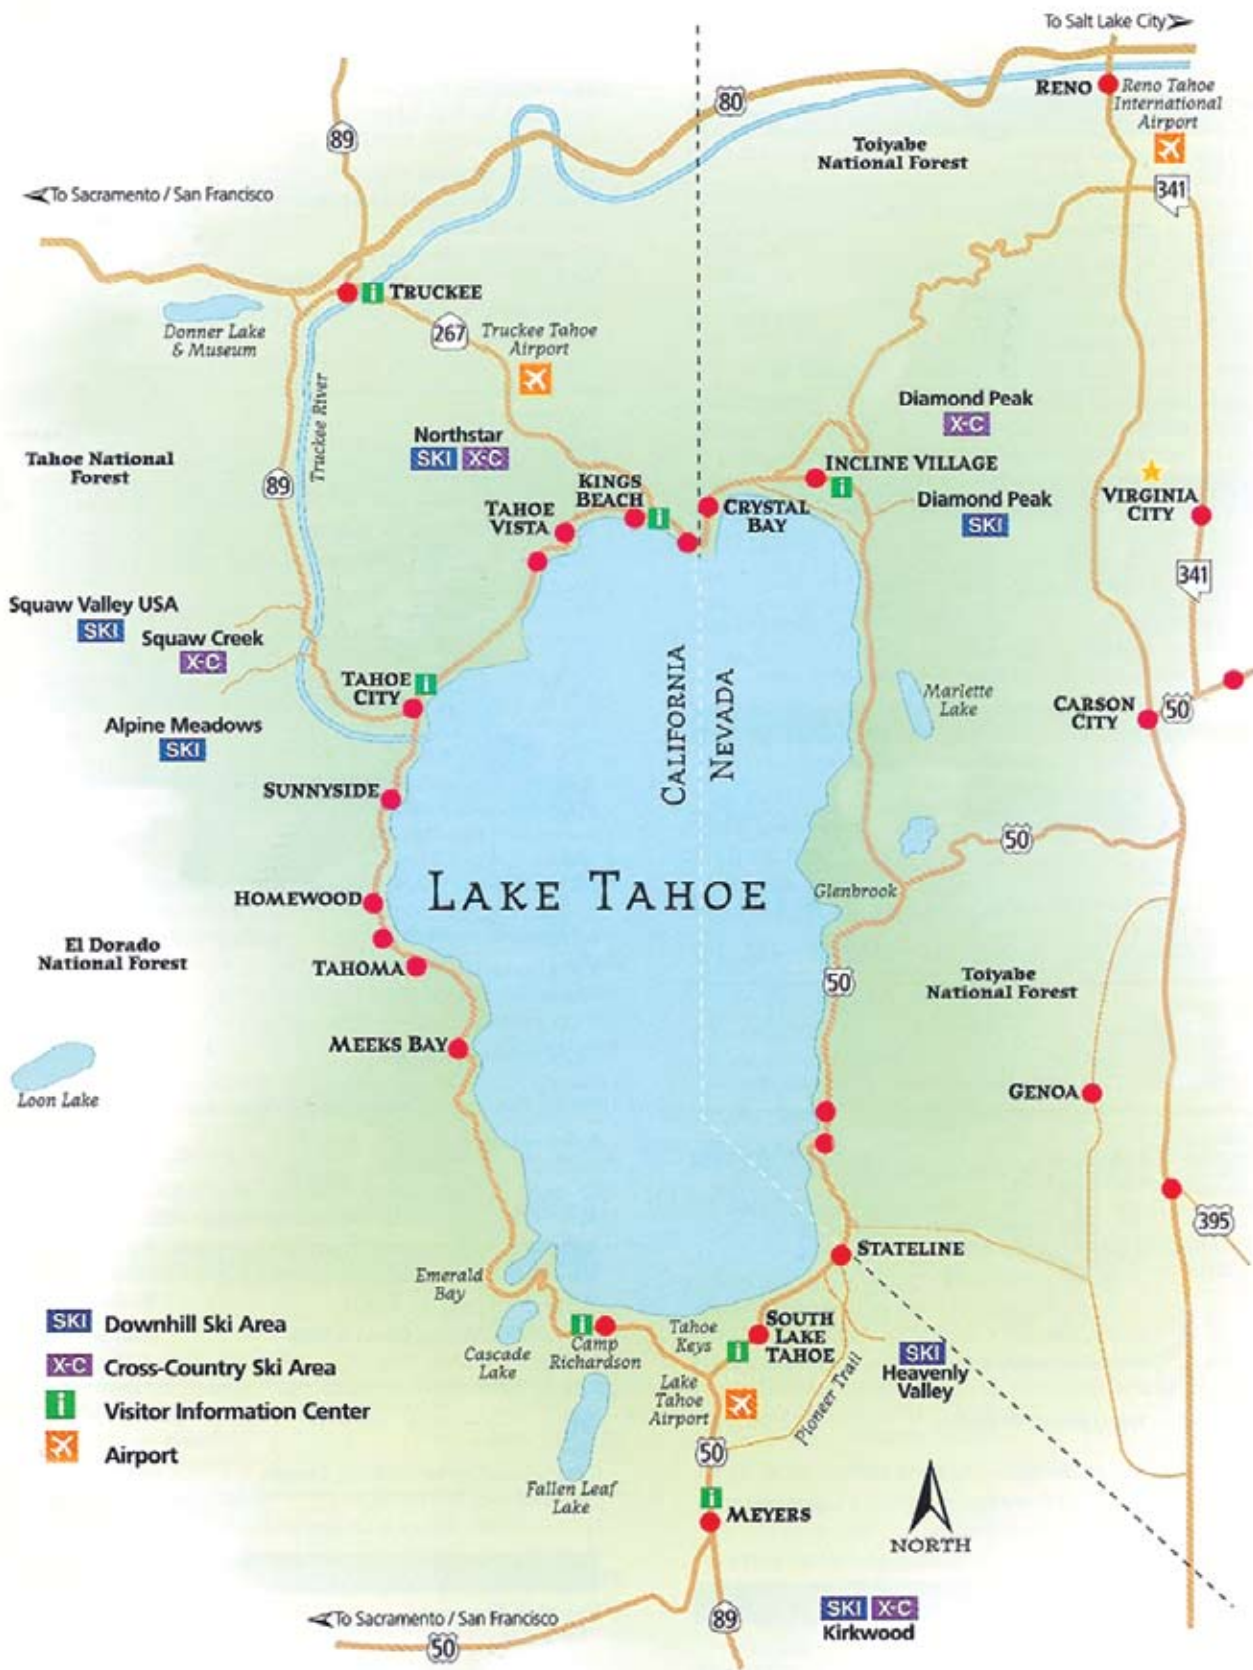 To Salt Lake City
RENO
Reno Tahoe
International
Airport
80
89
Toiyabe
National Forest
341
To Sacramento / San Francisco
i
TRUCKEE
Donner Lake
& Museum
267
Truckee Tahoe
Airport
Truckee River
Diamond Peak
X-C
Northstar
SKI X-C
Tahoe National
Forest
89
KINGS
BEACH
i
TAHOE
VISTA
INCLINE VILLAGE
i
CRYSTAL
BAY
Diamond Peak
SKI
VIRGINIA
CITY
341
Squaw Valley USA
SKI
Squaw Creek
X-C
TAHOE
CITY
i
Alpine Meadows
SKI
CALIFORNIA
NEVADA
Marlette
Lake
CARSON
CITY
50
SUNNYSIDE
50
LAKE TAHOE
Glenbrook
HOMEWOOD
El Dorado
National Forest
TAHOMA
50
Toiyabe
National Forest
MEEKS BAY
Loon Lake
GENOA
395
STATELINE
Emerald
Bay
SKI Downhill Ski Area
X-C Cross-Country Ski Area
i Visitor Information Center
Airport
Cascade
Lake
i
Camp
Richardson
Tahoe
Keys
i
SOUTH
LAKE
TAHOE
SKI
Heavenly
Valley
Lake
Tahoe
Airport
Pioneer Trail
50
Fallen Leaf
Lake
i
MEYERS
NORTH
To Sacramento / San Francisco
50
89
SKI X-C
Kirkwood